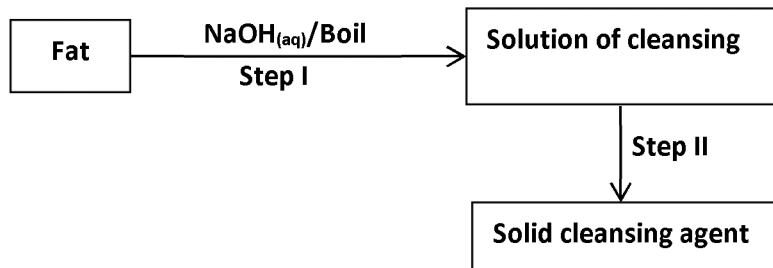 Fat
NaOH(aq)/Boil
Step I
Solution of cleansing
Step II
Solid cleansing agent